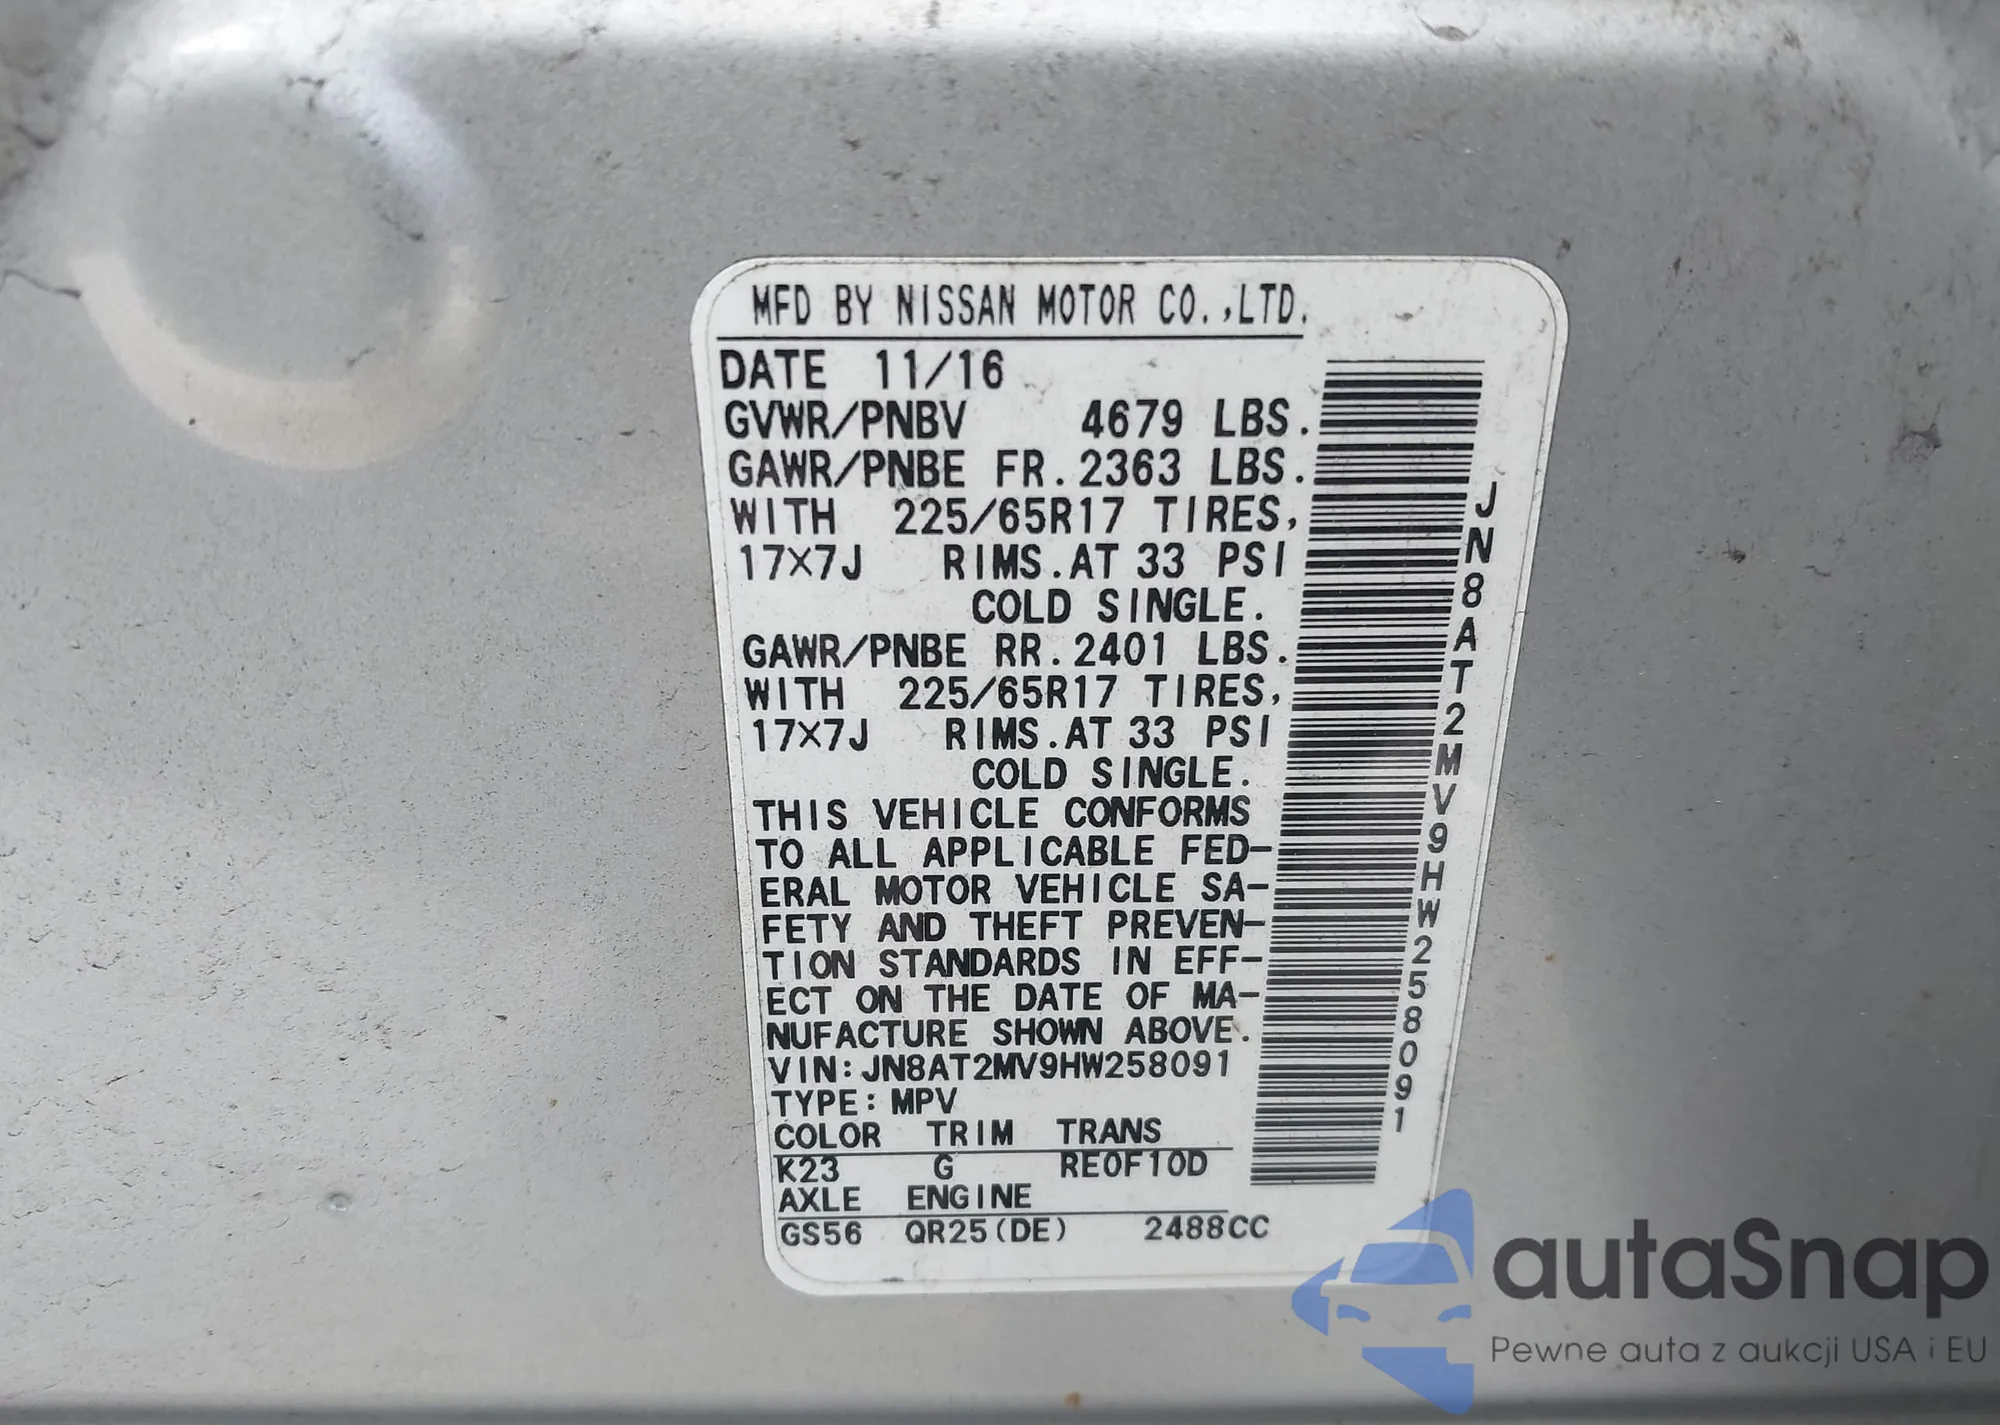 MFD BY NISSAN MOTOR CO.,LTD.
DATE 11/16
GVWR/PNBV 4679 LBS.
GAWR/PNBE FR.2363 LBS.
WITH 225/65R17 TIRES,
17×7J RIMS.AT 33 PSI
COLD SINGLE.
GAWR/PNBE RR.2401 LBS.
WITH 225/65R17 TIRES,
17×7J RIMS.AT 33 PSI
COLD SINGLE.
THIS VEHICLE CONFORMS
TO ALL APPLICABLE FED-
ERAL MOTOR VEHICLE SA-
FETY AND THEFT PREVEN-
TION STANDARDS IN EFF-
ECT ON THE DATE OF MA-
NUFACTURE SHOWN ABOVE.
VIN:JN8AT2MV9HW258091
TYPE:MPV
COLOR TRIM TRANS
K23 G RE0F10D
AXLE ENGINE
GS56 QR25(DE) 2488CC
JN8AT2MV9HW258091
autaSnap
Pewne auta z aukcji USA i EU